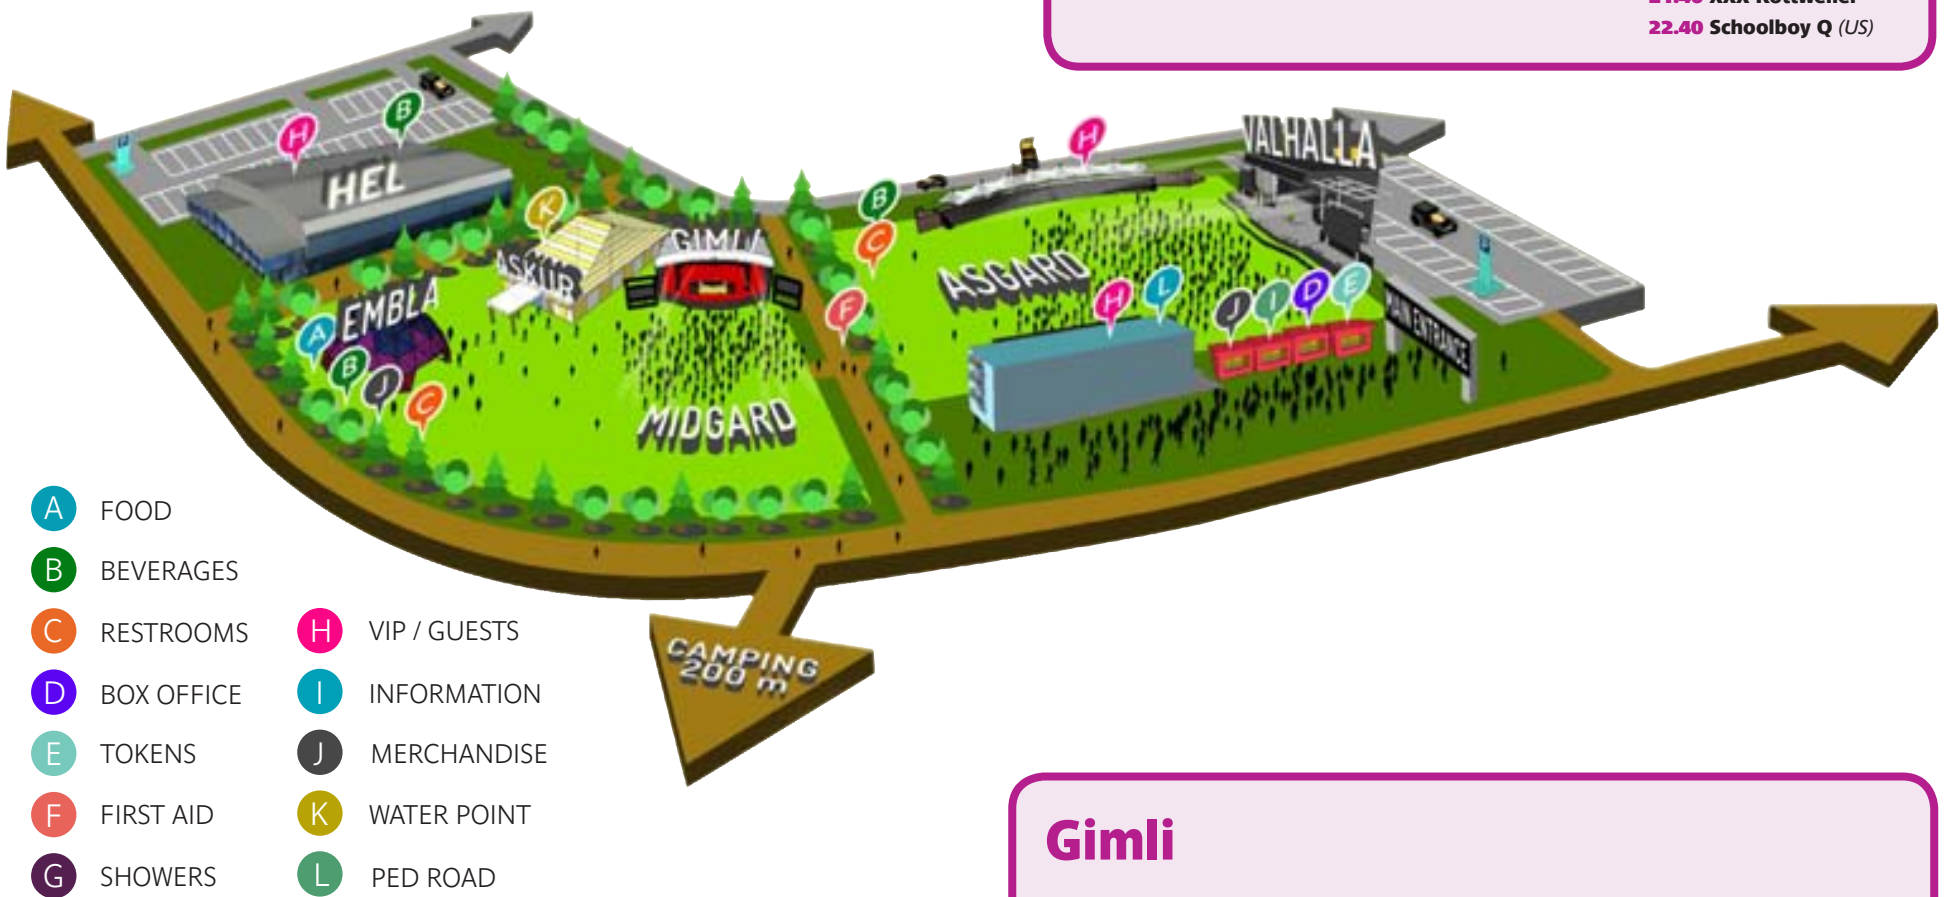 22.40 Schoolboy Q (US)
H
B
HEL
K
ASKUR
GIMLI
EMBLA
A
B
J
C
MIDGARD
B
C
F
H
VALHALLA
ASGARD
H
L
J
I
D
E
MAIN ENTRANCE
CAMPING
200 m
A FOOD
B BEVERAGES
C RESTROOMS
D BOX OFFICE
E TOKENS
F FIRST AID
G SHOWERS
H VIP / GUESTS
I INFORMATION
J MERCHANDISE
K WATER POINT
L PED ROAD
Gimli